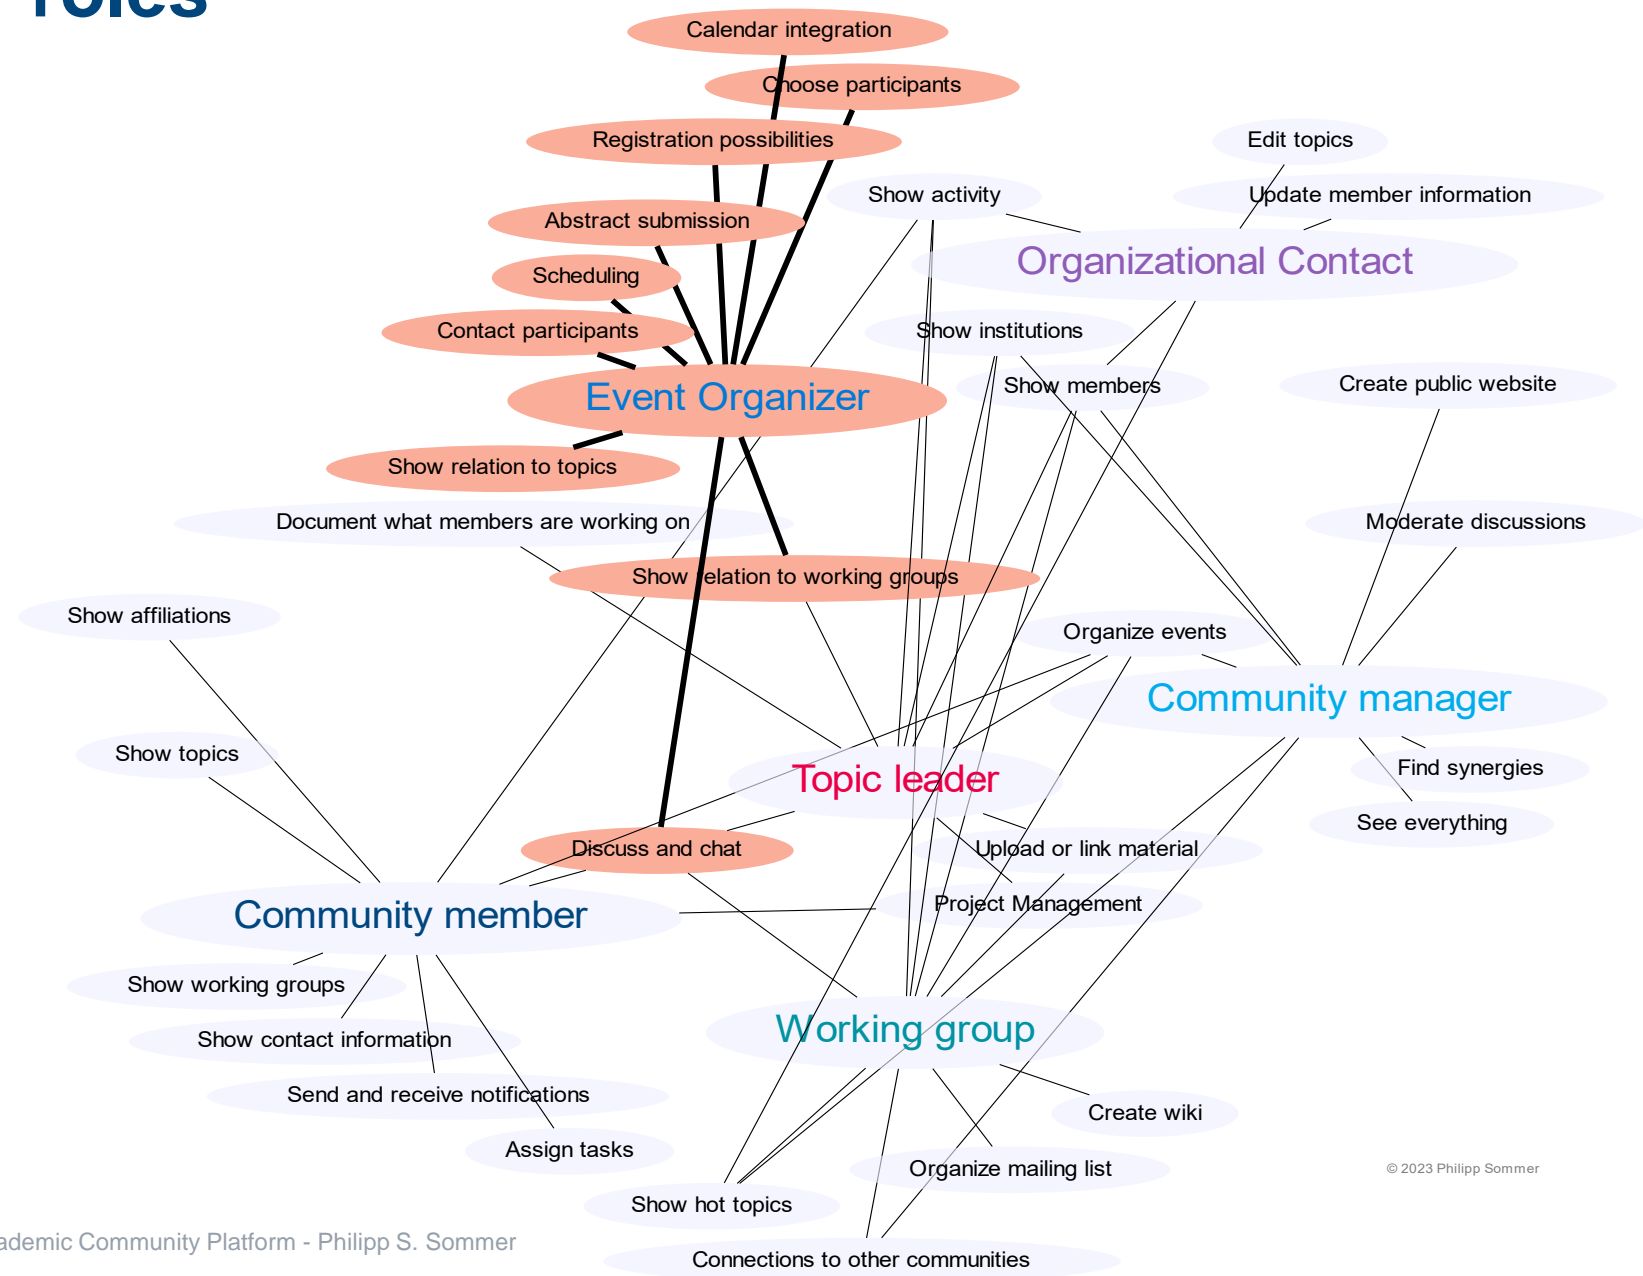 roles
Calendar integration
Choose participants
Registration possibilities
Edit topics
Show activity
Update member information
Abstract submission
Organizational Contact
Scheduling
Contact participants
Show institutions
Show members
Create public website
Event Organizer
Show relation to topics
Document what members are working on
Moderate discussions
Show relation to working groups
Show affiliations
Organize events
Community manager
Show topics
Topic leader
Find synergies
See everything
Discuss and chat
Upload or link material
Project Management
Community member
Show working groups
Working group
Show contact information
Send and receive notifications
Create wiki
Assign tasks
Organize mailing list
© 2023 Philipp Sommer
Show hot topics
ademic Community Platform - Philipp S. Sommer
Connections to other communities